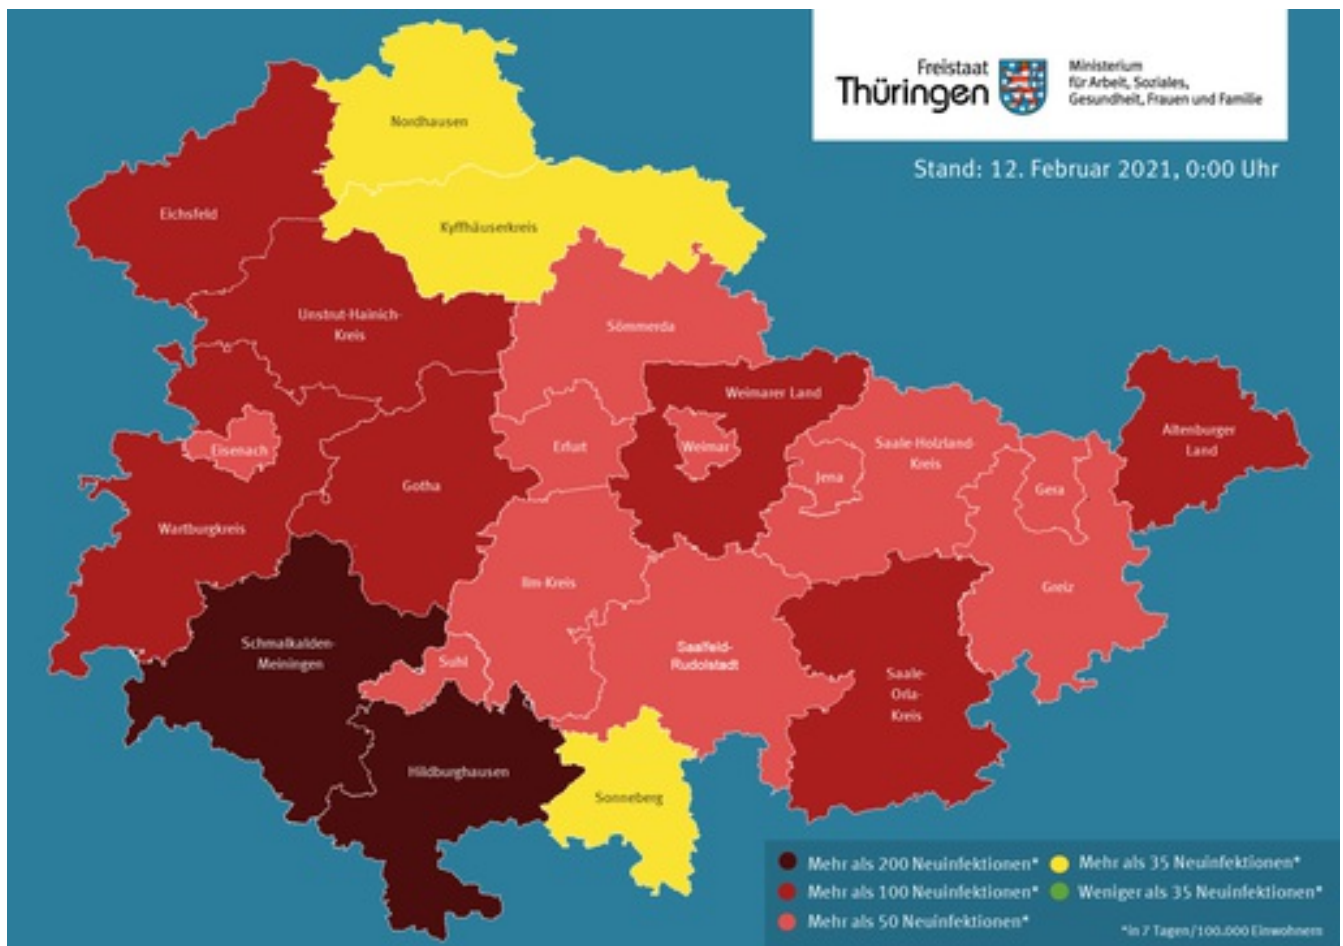 Freistaat
Thüringen
Ministerium
für Arbeit, Soziales,
Gesundheit, Frauen und Familie
Stand: 12. Februar 2021, 0:00 Uhr
Nordhausen
Eichsfeld
Kyffhäuserkreis
Unstrut-Hainich-
Kreis
Sömmerda
Weimarer Land
Eisenach
Erfurt
Weimar
Saale-Holzland-
Kreis
Altenburger
Land
Gotha
Jena
Gera
Wartburgkreis
Ilm-Kreis
Greiz
Schmalkalden-
Meiningen
Suhl
Saalfeld-
Rudolstadt
Saale-
Orla-
Kreis
Hildburghausen
Sonneberg
Mehr als 200 Neuinfektionen*
Mehr als 100 Neuinfektionen*
Mehr als 50 Neuinfektionen*
Mehr als 35 Neuinfektionen*
Weniger als 35 Neuinfektionen*
*in 7 Tagen/100.000 Einwohnern